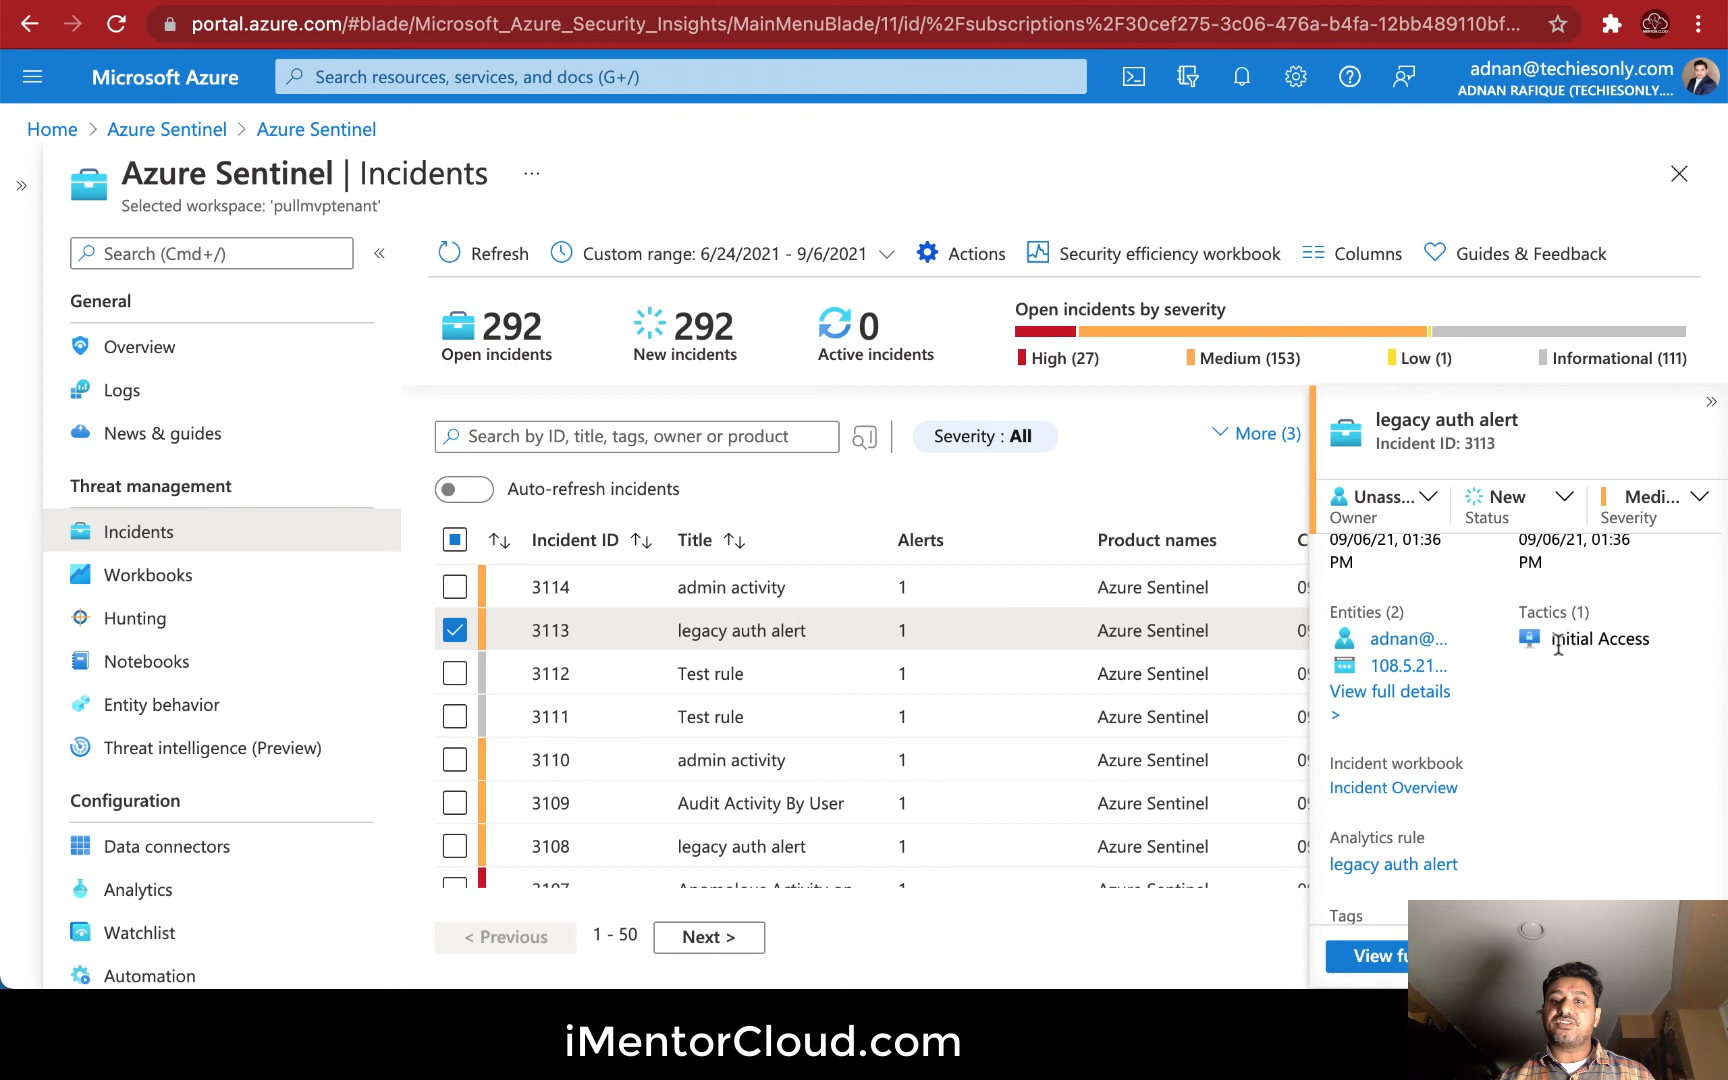 portal.azure.com/#blade/Microsoft_Azure_Security_Insights/MainMenuBlade/11/id/%2Fsubscriptions%2F30cef275-3c06-476a-b4fa-12bb489110bf...
Microsoft Azure
Search resources, services, and docs (G+/)
adnan@techiesonly.com
ADNAN RAFIQUE (TECHIESONLY....
Home > Azure Sentinel > Azure Sentinel
Azure Sentinel | Incidents ...
Selected workspace: 'pullmvptenant'
Search (Cmd+/)
General
Overview
Logs
News & guides
Threat management
Incidents
Workbooks
Hunting
Notebooks
Entity behavior
Threat intelligence (Preview)
Configuration
Data connectors
Analytics
Watchlist
Automation
Refresh
Custom range: 6/24/2021 - 9/6/2021
Actions
Security efficiency workbook
Columns
Guides & Feedback
292
Open incidents
292
New incidents
0
Active incidents
Open incidents by severity
High (27)
Medium (153)
Low (1)
Informational (111)
Search by ID, title, tags, owner or product
Severity : All
More (3)
Auto-refresh incidents
Incident ID Title Alerts Product names C
3114 admin activity 1 Azure Sentinel 09
3113 legacy auth alert 1 Azure Sentinel 09
3112 Test rule 1 Azure Sentinel 09
3111 Test rule 1 Azure Sentinel 09
3110 admin activity 1 Azure Sentinel 09
3109 Audit Activity By User 1 Azure Sentinel 09
3108 legacy auth alert 1 Azure Sentinel 09
< Previous
1 - 50
Next >
legacy auth alert
Incident ID: 3113
Unass...
Owner
New
Status
Medi...
Severity
09/06/21, 01:36
PM
09/06/21, 01:36
PM
Entities (2)
adnan@...
108.5.21...
View full details
>
Tactics (1)
Initial Access
Incident workbook
Incident Overview
Analytics rule
legacy auth alert
Tags
View fu
iMentorCloud.com